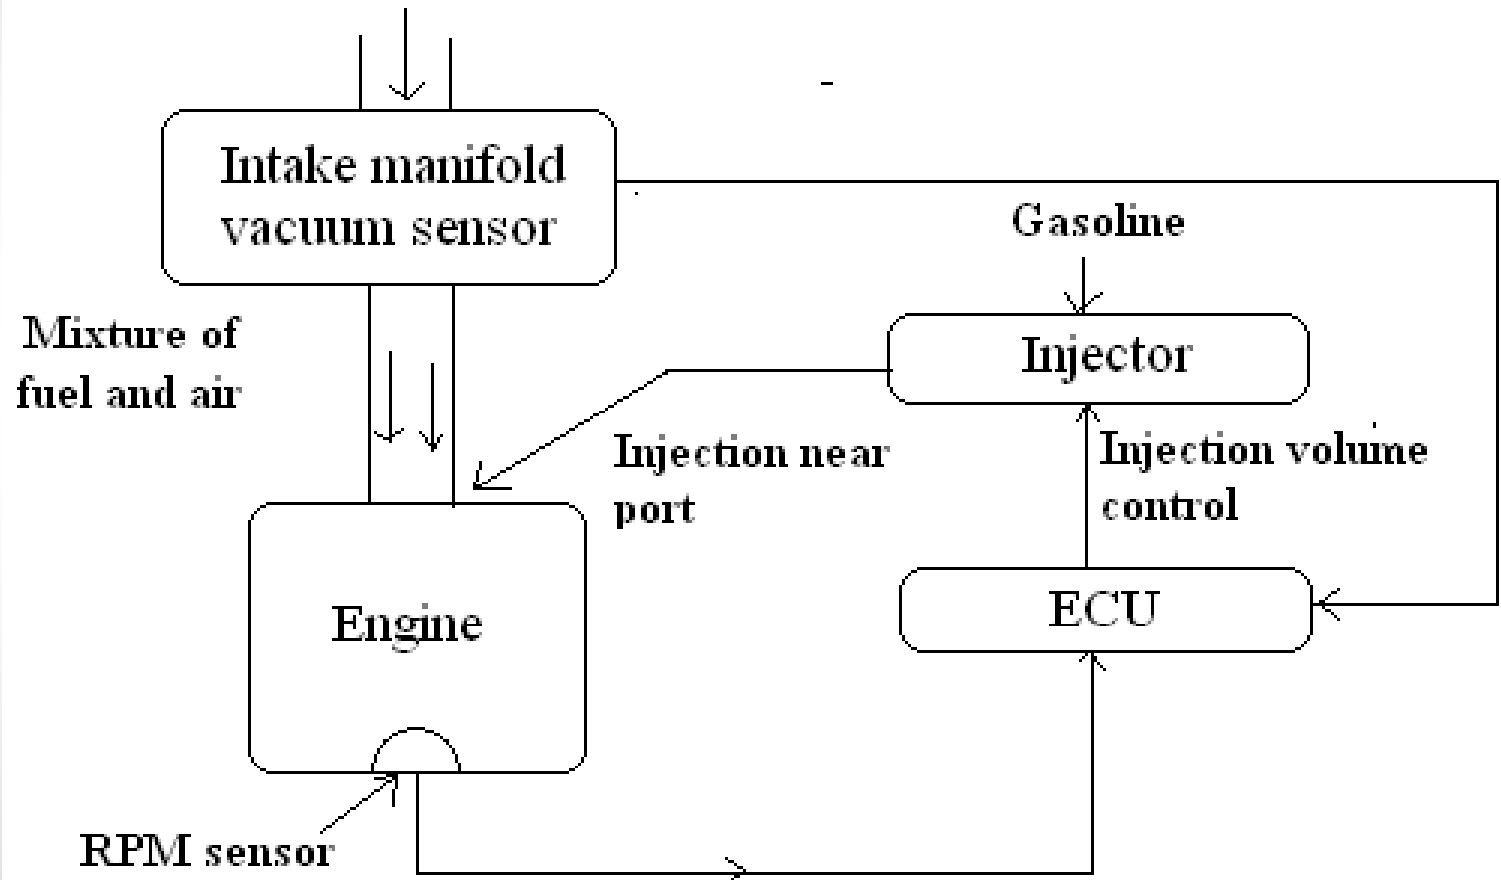 Intake manifold
vacuum sensor
Gasoline
Mixture of
fuel and air
Injector
Injection near
port
Injection volume
control
Engine
ECU
RPM sensor